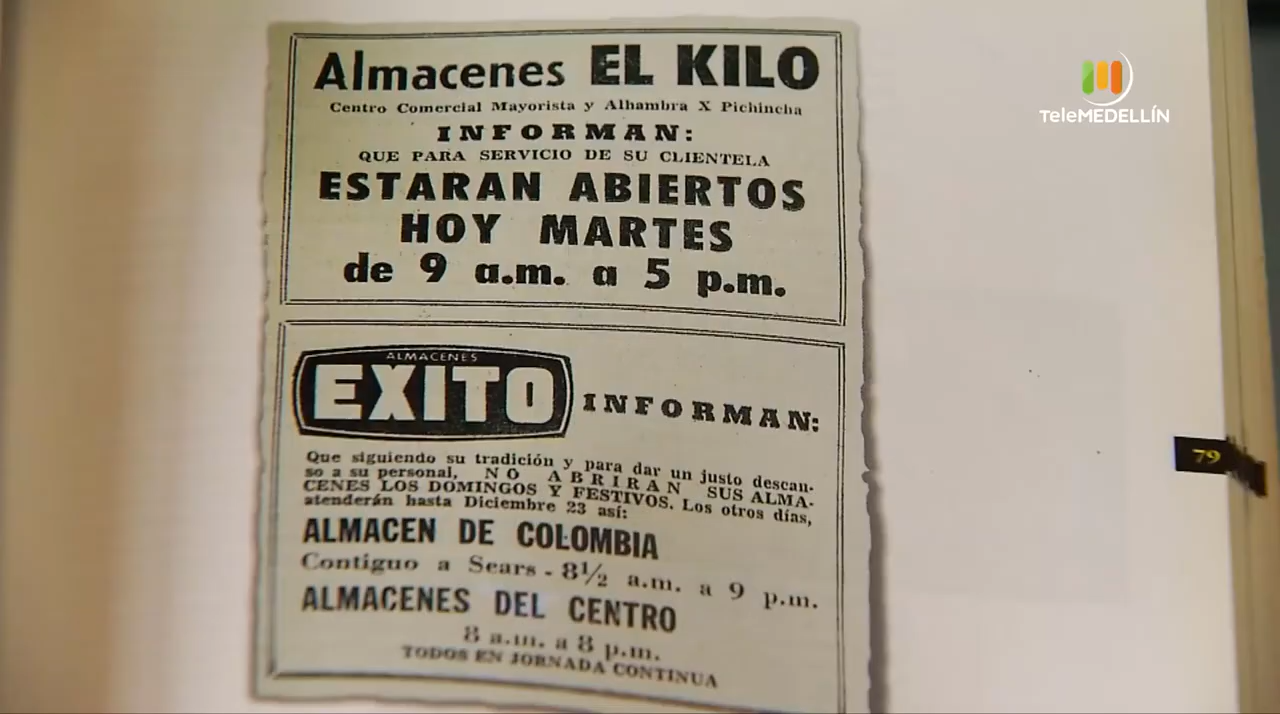 Almacenes EL KILO
Centro Comercial Mayorista y Alhambra X Pichincha
INFORMAN:
QUE PARA SERVICIO DE SU CLIENTELA
ESTARAN ABIERTOS
HOY MARTES
de 9 a.m. a 5 p.m.
ALMACENES
EXITO
INFORMAN:
Que siguiendo su tradición y para dar un justo descan-
so a su personal, NO ABRIRAN SUS ALMA-
CENES LOS DOMINGOS Y FESTIVOS. Los otros días,
atenderán hasta Diciembre 23 así:
ALMACEN DE COLOMBIA
Contiguo a Sears - 8½ a.m. a 9 p.m.
ALMACENES DEL CENTRO
8 a.m. a 8 p.m.
TODOS EN JORNADA CONTINUA
TeleMEDELLÍN
79